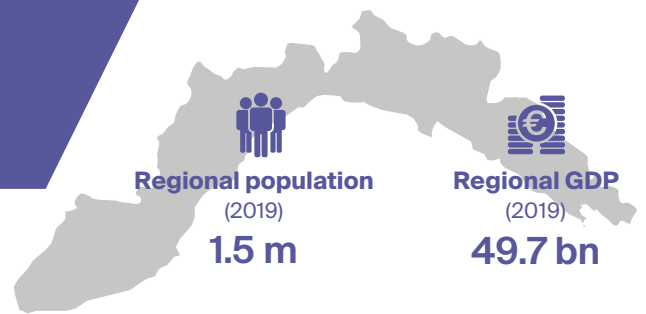 Regional population
(2019)
1.5 m
€
Regional GDP
(2019)
49.7 bn